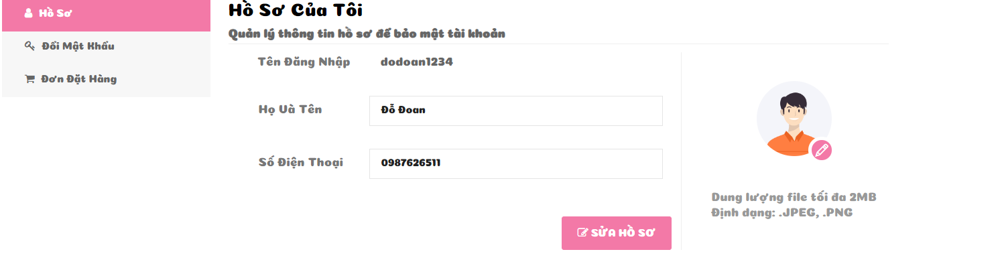 Hồ Sơ
Đổi Mật Khẩu
Đơn Đặt Hàng
Hồ Sơ Của Tôi
Quản lý thông tin hồ sơ để bảo mật tài khoản
Tên Đăng Nhập dodoan1234
Họ Và Tên Đỗ Đoan
Số Điện Thoại 0987626511
SỬA HỒ SƠ
Dung lượng file tối đa 2MB
Định dạng: .JPEG, .PNG